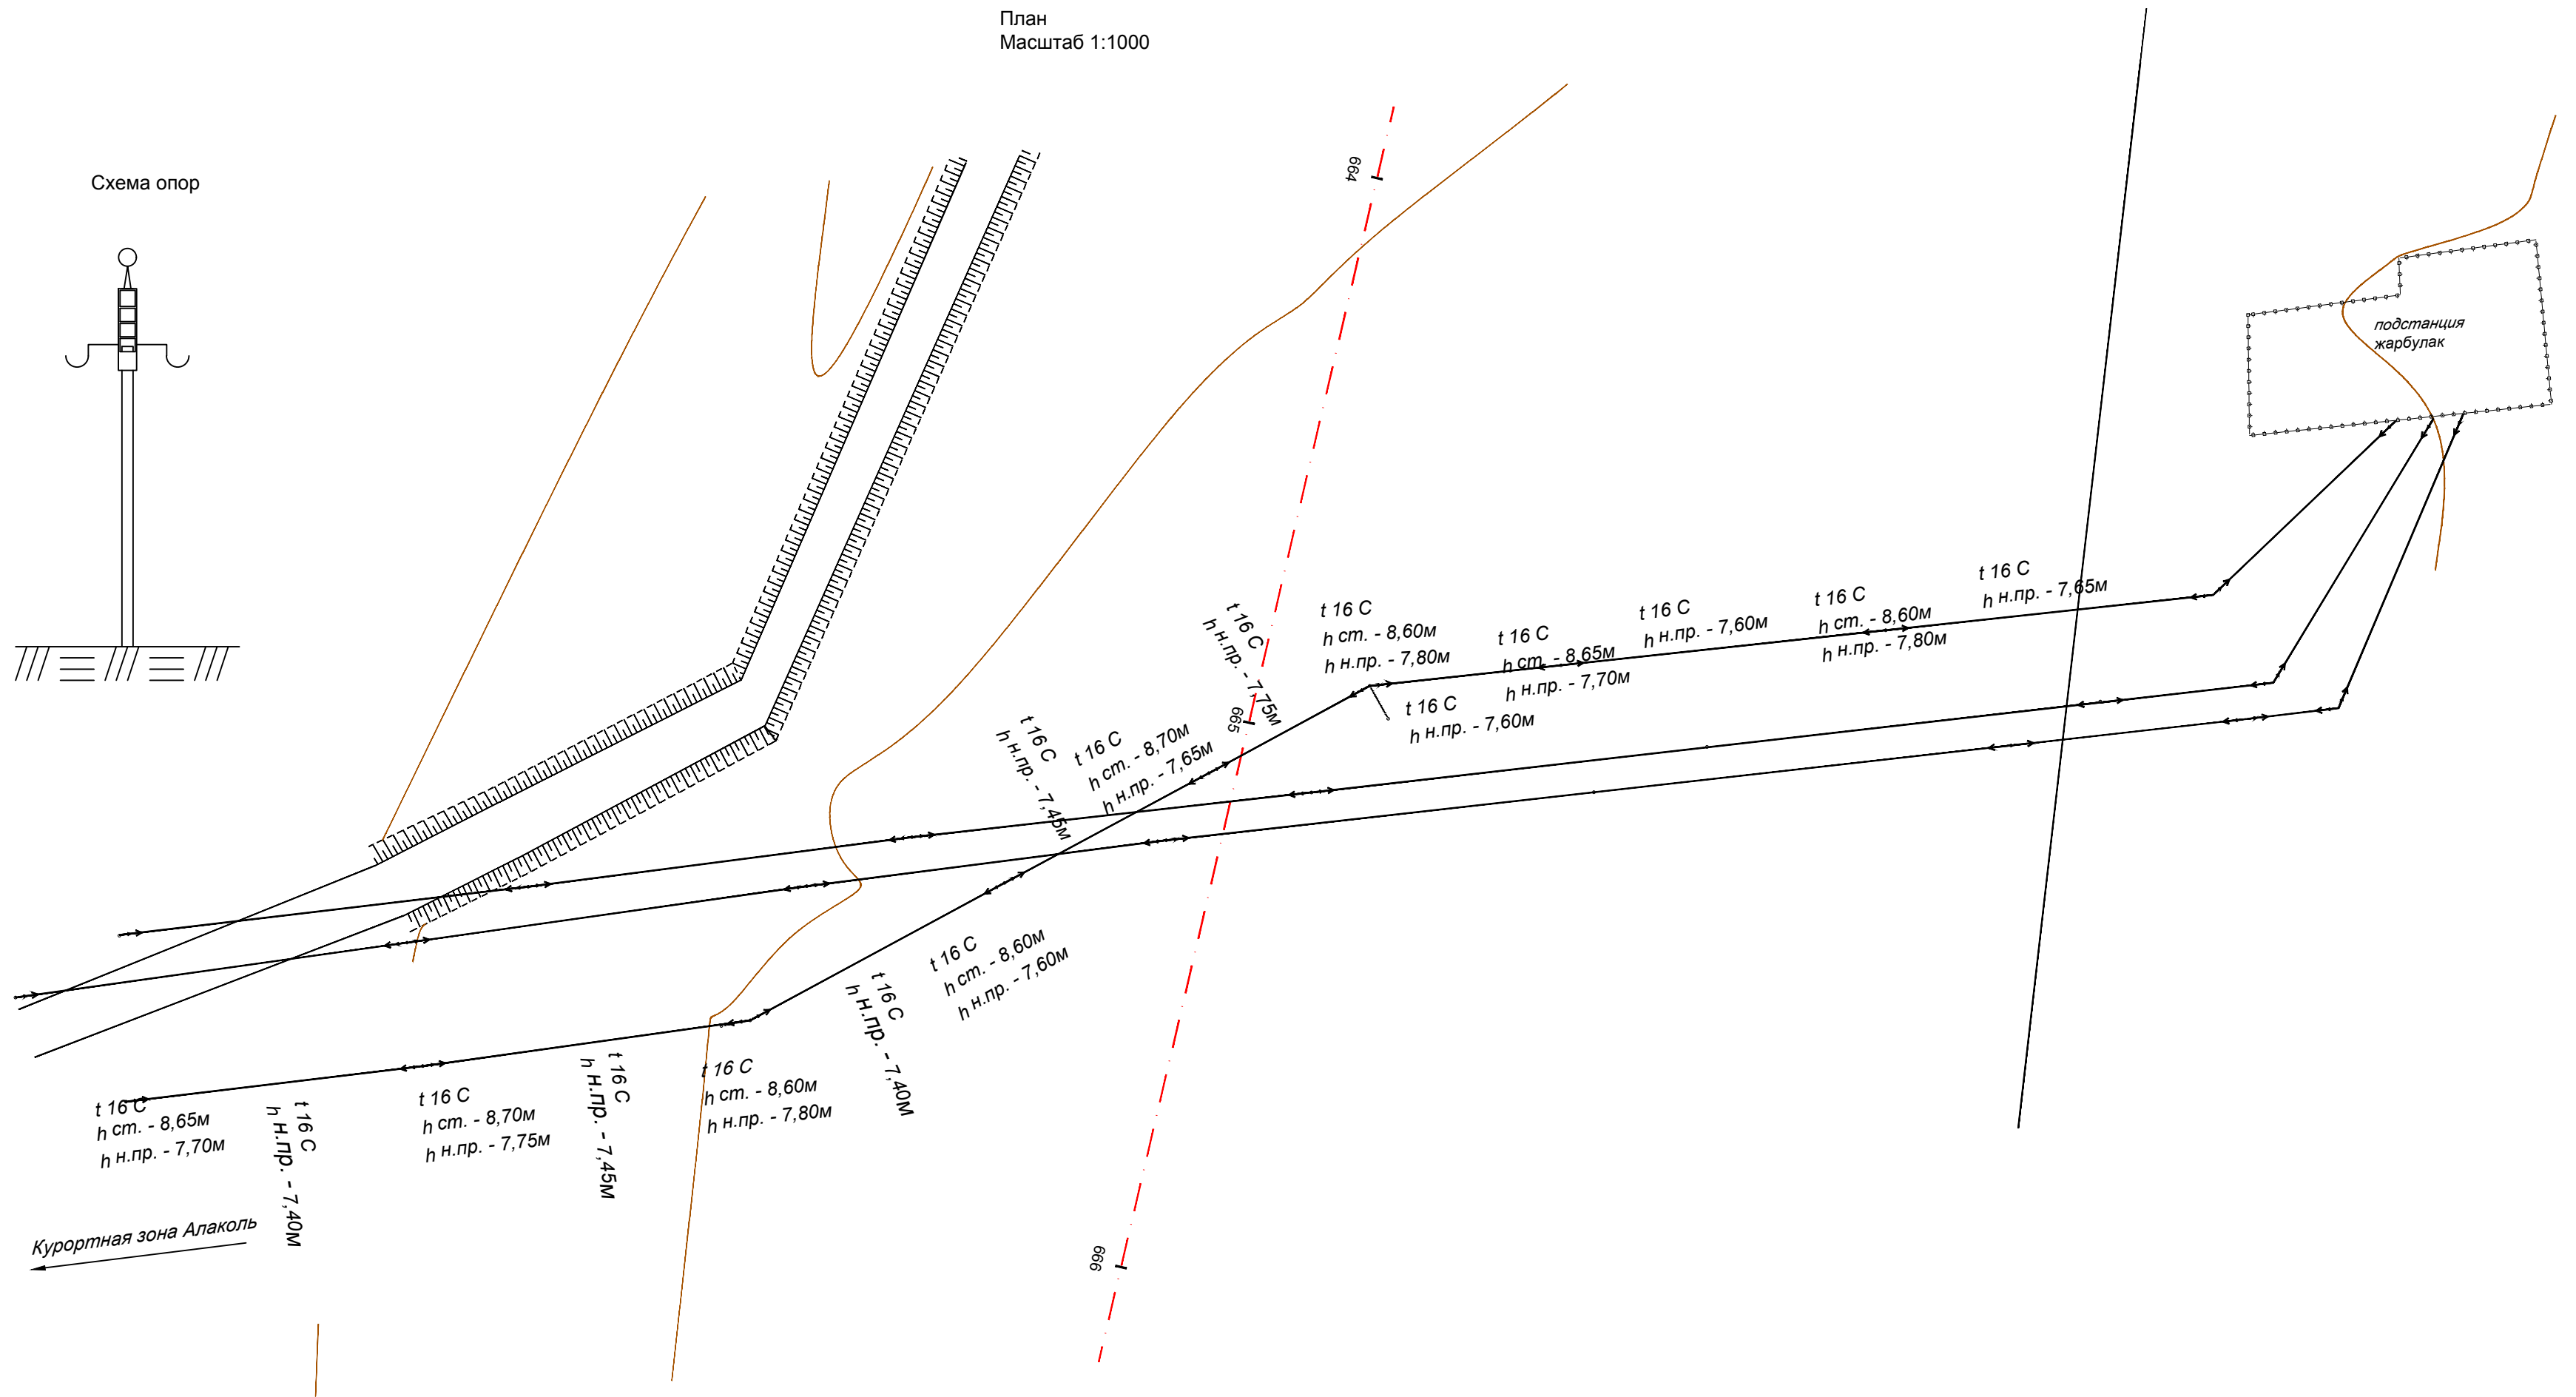 План
Масштаб 1:1000
Схема опор
664
подстанция
жарбулак
t 16 С
h н.пр. - 7,65м
t 16 С
h ст. - 8,60м
h н.пр. - 7,80м
t 16 С
h н.пр. - 7,60м
t 16 С
h ст. - 8,65м
h н.пр. - 7,70м
t 16 С
h ст. - 8,60м
h н.пр. - 7,80м
t 16 С
h н.пр. - 7,60м
t 16 С
h н.пр. - 7,75м
665
t 16 С
h ст. - 8,70м
h н.пр. - 7,65м
t 16 С
h н.пр. - 7,45м
t 16 С
h ст. - 8,60м
h н.пр. - 7,60м
t 16 С
h н.пр. - 7,40м
t 16 С
h ст. - 8,60м
h н.пр. - 7,80м
t 16 С
h н.пр. - 7,45м
t 16 С
h ст. - 8,70м
h н.пр. - 7,75м
t 16 С
h н.пр. - 7,40м
t 16 С
h ст. - 8,65м
h н.пр. - 7,70м
Курортная зона Алаколь
666